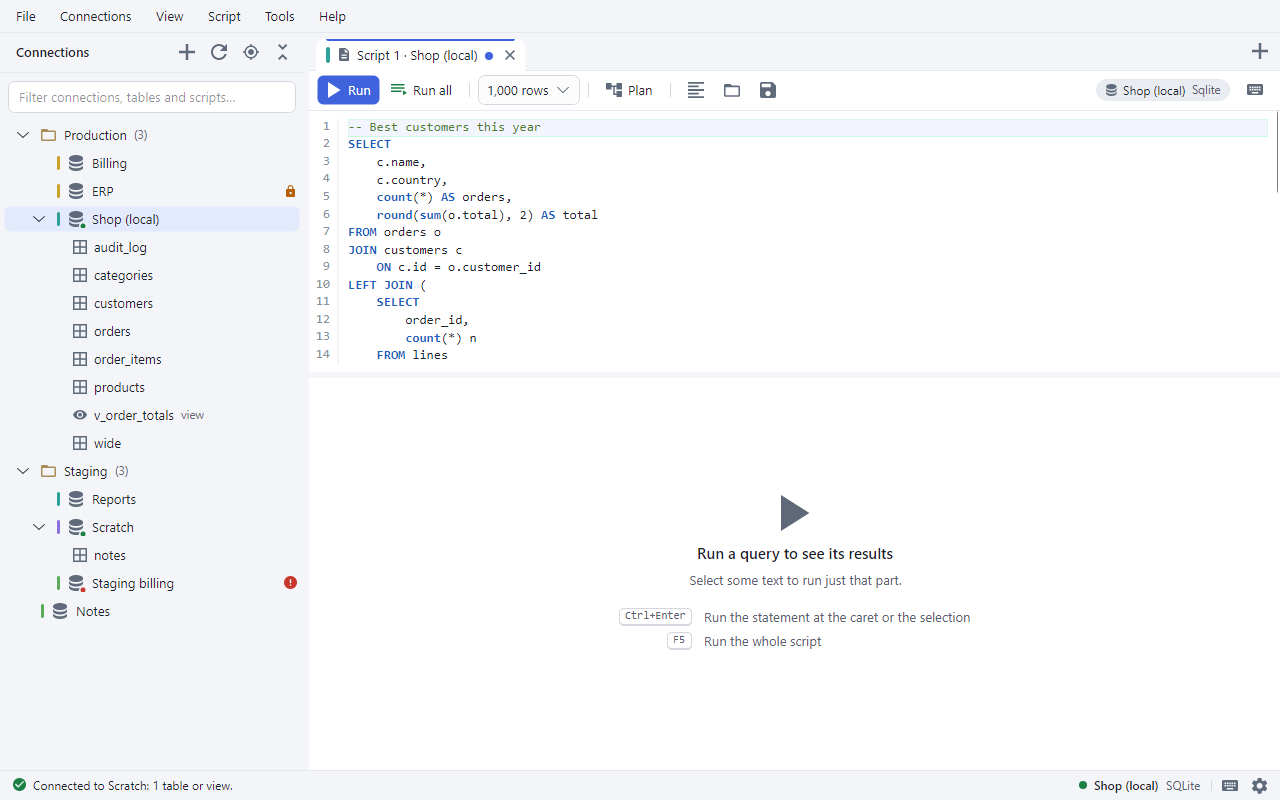 File Connections View Script Tools Help
Connections
Script 1 · Shop (local)
Filter connections, tables and scripts...
Run Run all 1,000 rows Plan Shop (local) Sqlite
Production (3)
Billing
ERP
Shop (local)
audit_log
categories
customers
orders
order_items
products
v_order_totals view
wide
Staging (3)
Reports
Scratch
notes
Staging billing
Notes
1 -- Best customers this year
2 SELECT
3 c.name,
4 c.country,
5 count(*) AS orders,
6 round(sum(o.total), 2) AS total
7 FROM orders o
8 JOIN customers c
9 ON c.id = o.customer_id
10 LEFT JOIN (
11 SELECT
12 order_id,
13 count(*) n
14 FROM lines
Run a query to see its results
Select some text to run just that part.
Ctrl+Enter Run the statement at the caret or the selection
F5 Run the whole script
Connected to Scratch: 1 table or view.
Shop (local) SQLite